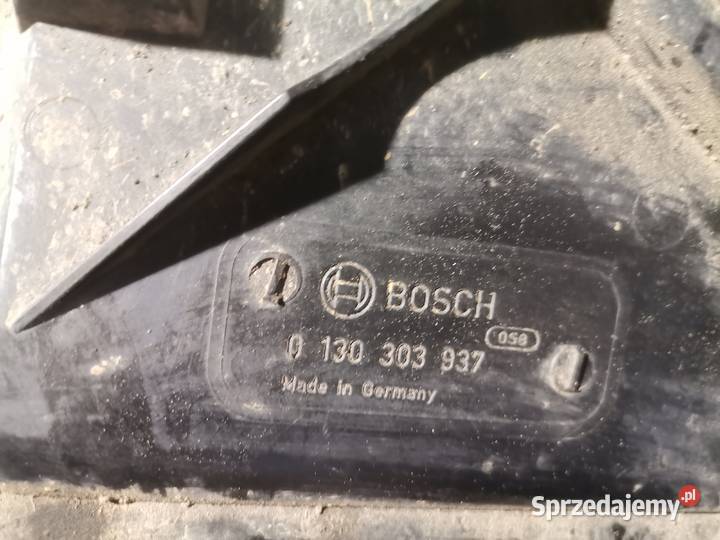 BOSCH
058
0 130 303 937
Made in Germany
Sprzedajemy.pl